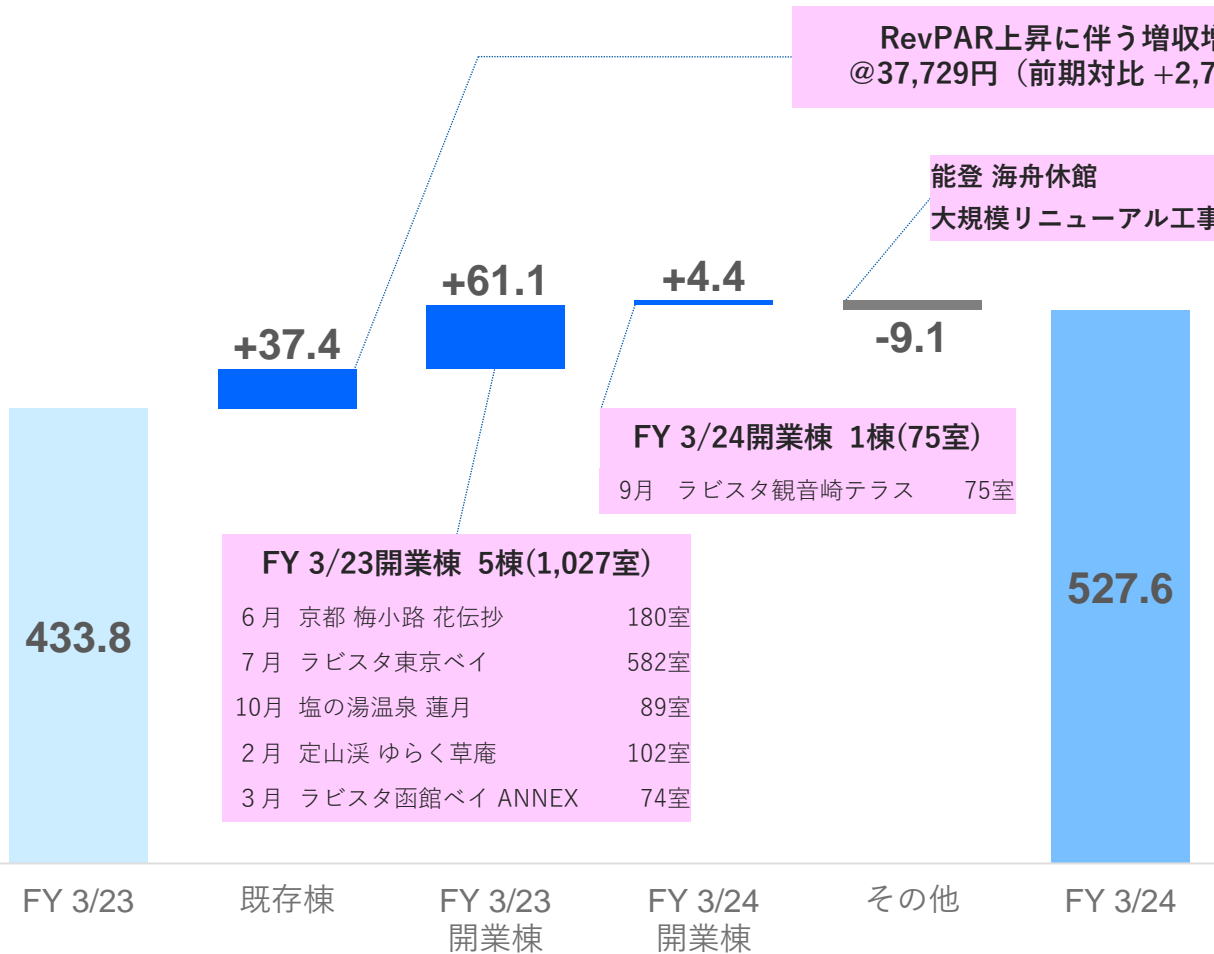 RevPAR上昇に伴う増収
@37,729円（前期対比 +2,7
能登 海舟休館
大規模リニューアル工事
+37.4
+61.1
+4.4
-9.1
FY 3/24開業棟 1棟(75室)
9月 ラビスタ観音崎テラス 75室
FY 3/23開業棟 5棟(1,027室)
6月 京都 梅小路 花伝抄 180室
7月 ラビスタ東京ベイ 582室
10月 塩の湯温泉 蓮月 89室
2月 定山渓 ゆらく草庵 102室
3月 ラビスタ函館ベイ ANNEX 74室
433.8
527.6
FY 3/23
既存棟
FY 3/23
開業棟
FY 3/24
開業棟
その他
FY 3/24